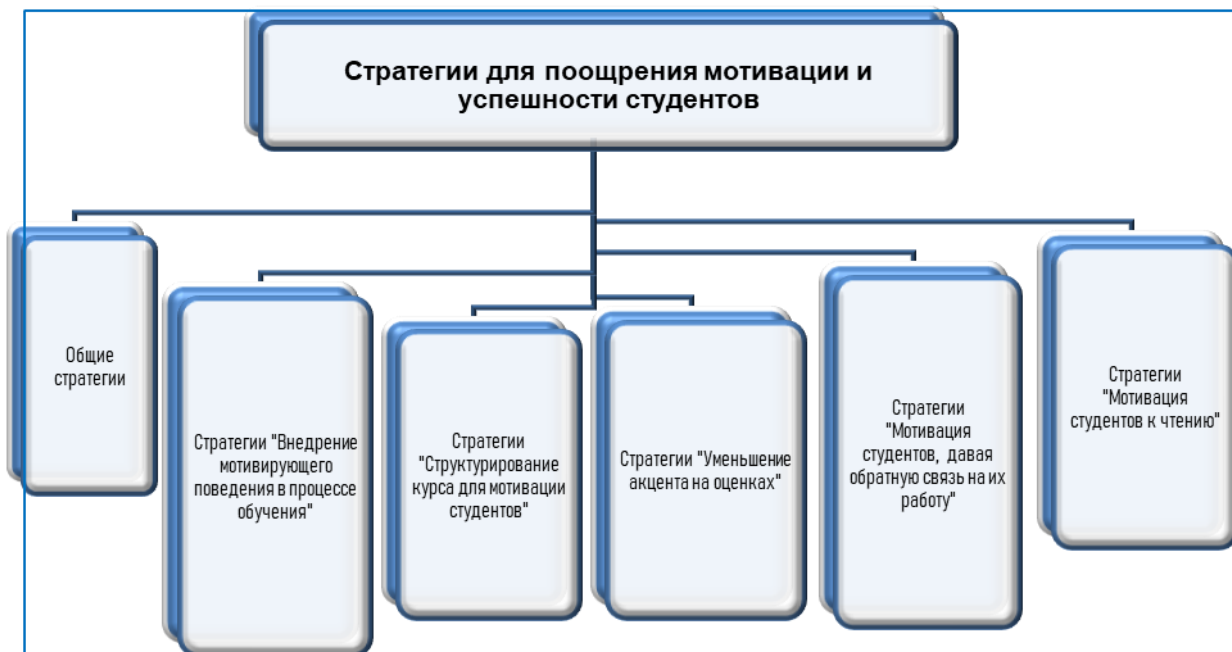 Стратегии для поощрения мотивации и
успешности студентов
Общие
стратегии
Стратегии "Внедрение
мотивирующего
поведения в процессе
обучения"
Стратегии
"Структурирование
курса для мотивации
студентов"
Стратегии "Уменьшение
акцента на оценках"
Стратегии
"Мотивация
студентов, давая
обратную связь на их
работу"
Стратегии
"Мотивация
студентов к чтению"